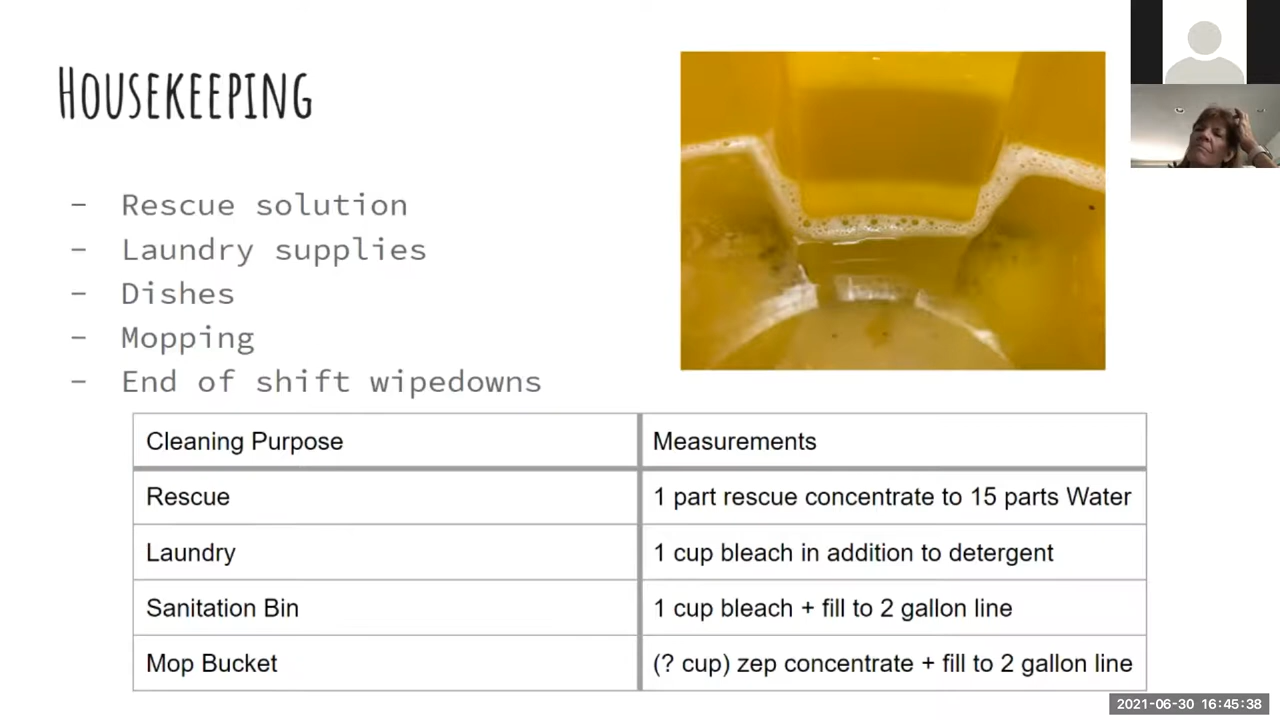 Housekeeping
- Rescue solution
- Laundry supplies
- Dishes
- Mopping
- End of shift wipedowns
Cleaning Purpose Measurements
Rescue 1 part rescue concentrate to 15 parts Water
Laundry 1 cup bleach in addition to detergent
Sanitation Bin 1 cup bleach + fill to 2 gallon line
Mop Bucket (? cup) zep concentrate + fill to 2 gallon line
2021-06-30 16:45:38